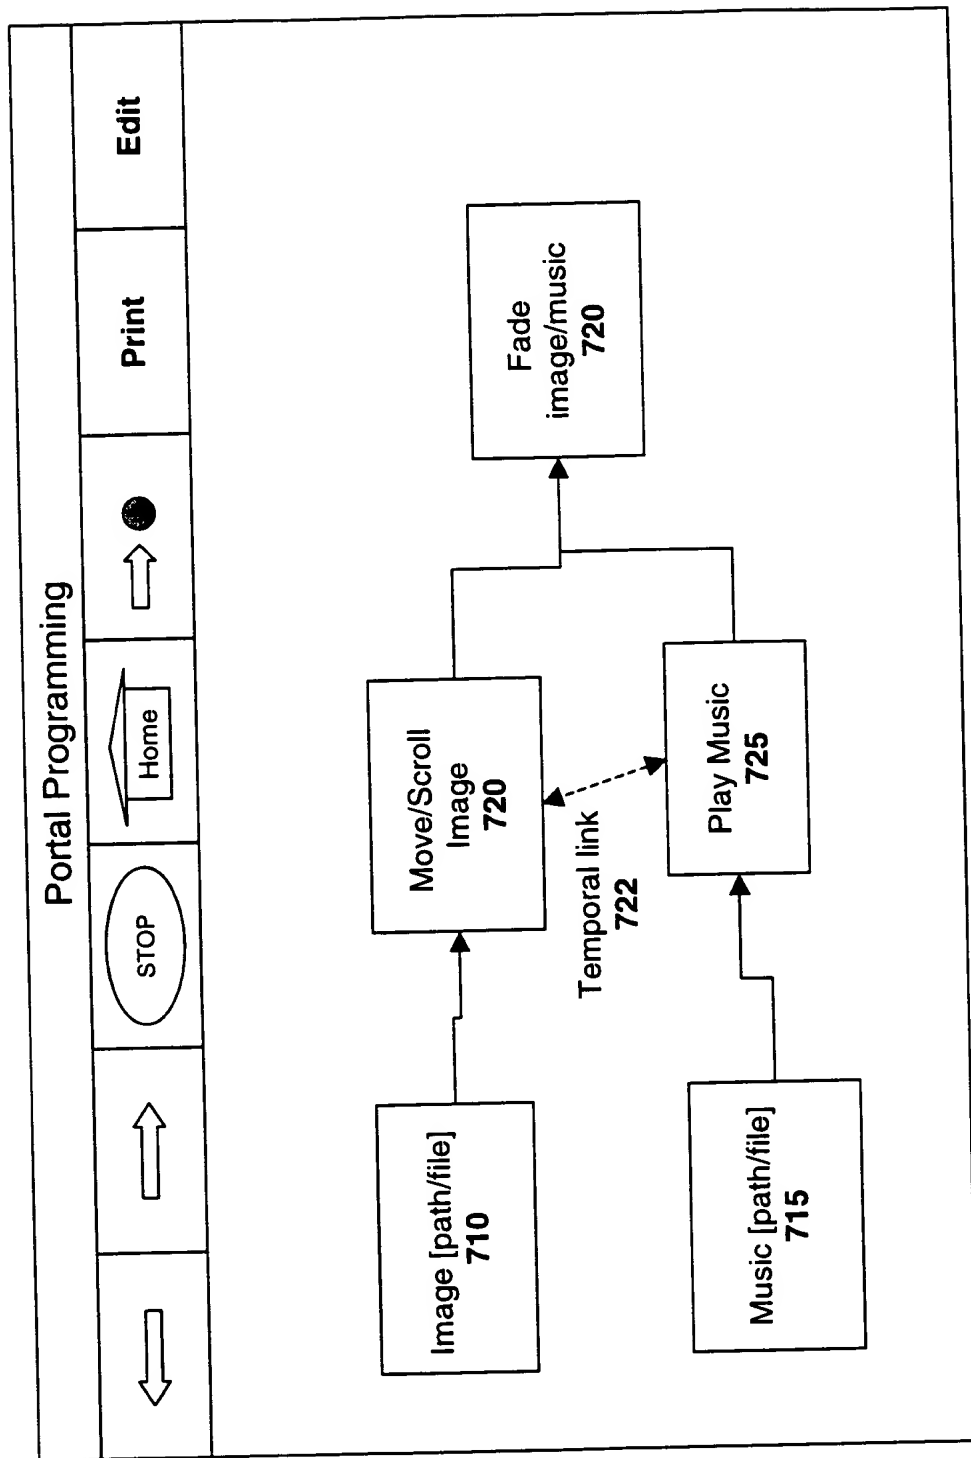 Portal Programming
STOP
Home
Print
Edit
Image [path/file]
710
Move/Scroll
Image
720
Fade
image/music
720
Temporal link
722
Music [path/file]
715
Play Music
725